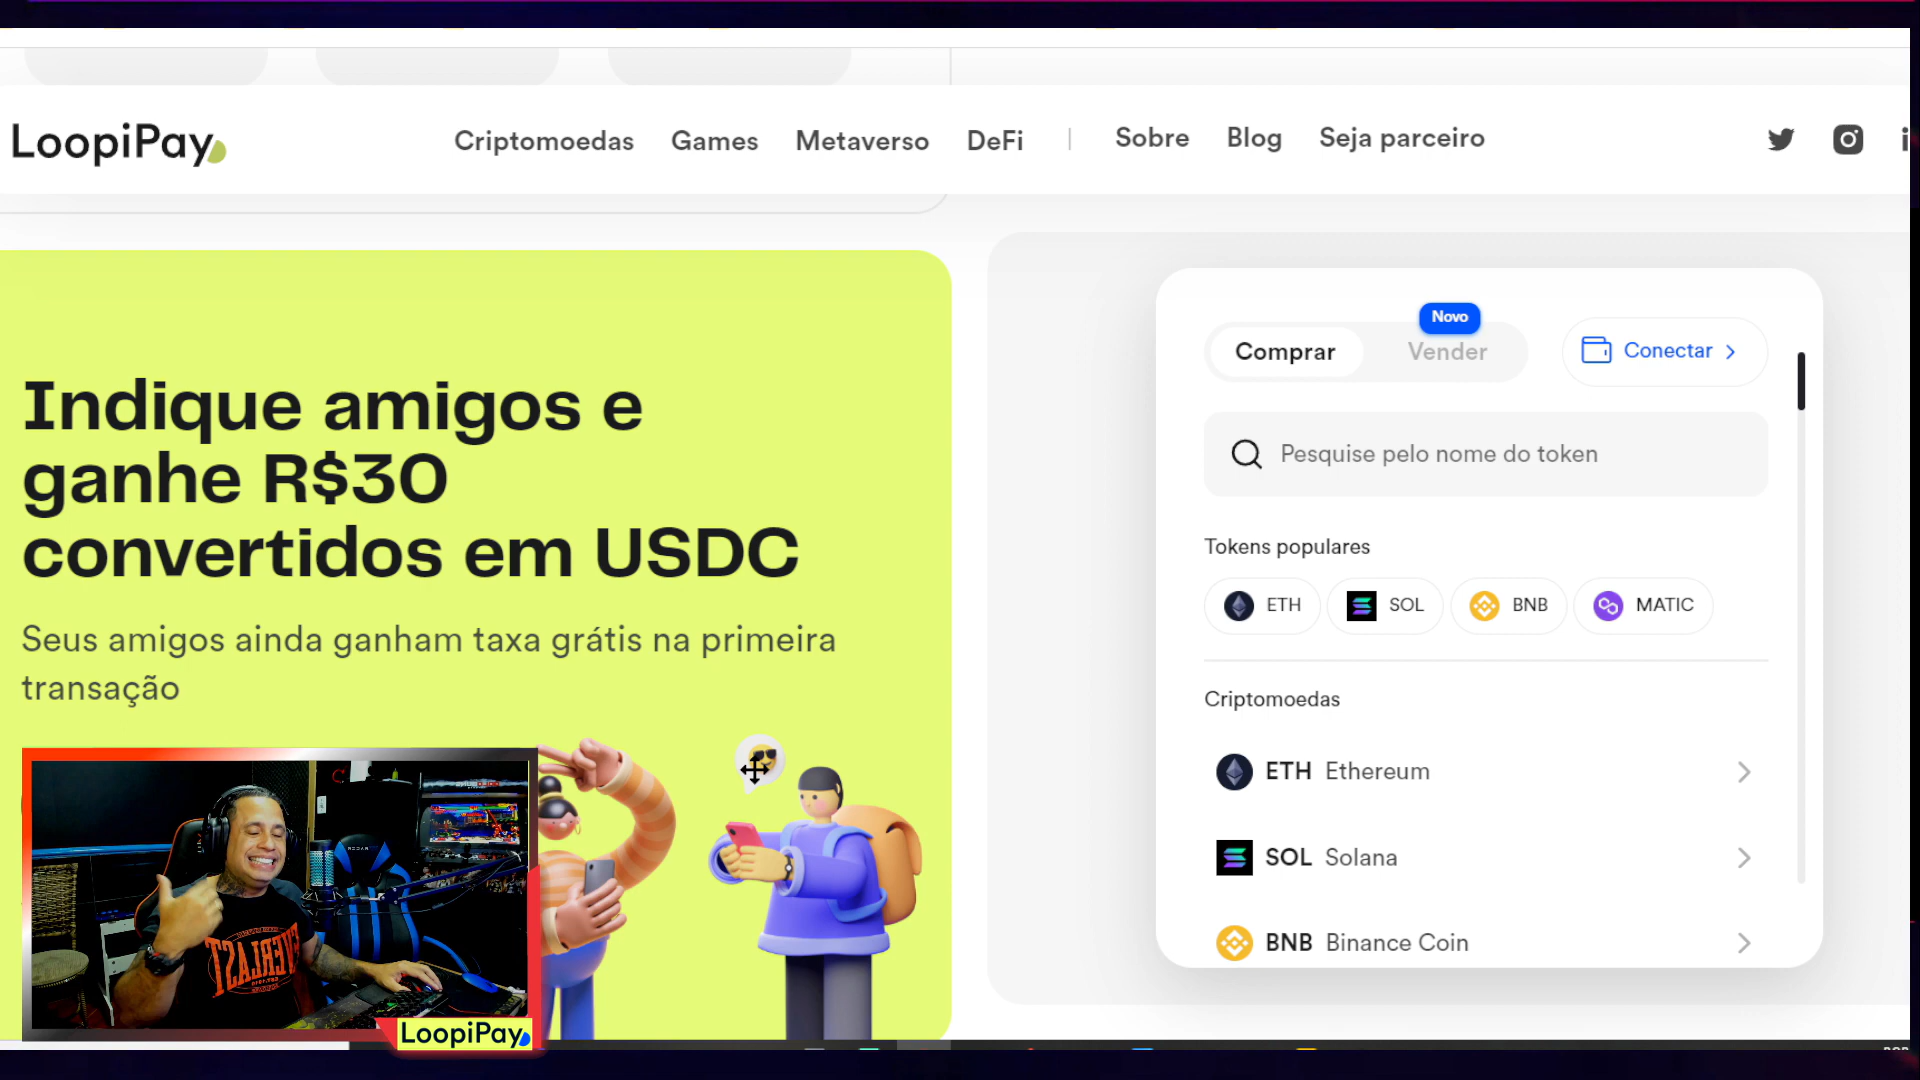 LoopiPay
Criptomoedas Games Metaverso DeFi | Sobre Blog Seja parceiro
Indique amigos e
ganhe R$30
convertidos em USDC
Seus amigos ainda ganham taxa grátis na primeira
transação
Novo
Comprar Vender Conectar
Pesquise pelo nome do token
Tokens populares
ETH SOL BNB MATIC
Criptomoedas
ETH Ethereum
SOL Solana
BNB Binance Coin
EVERLAST
LoopiPay